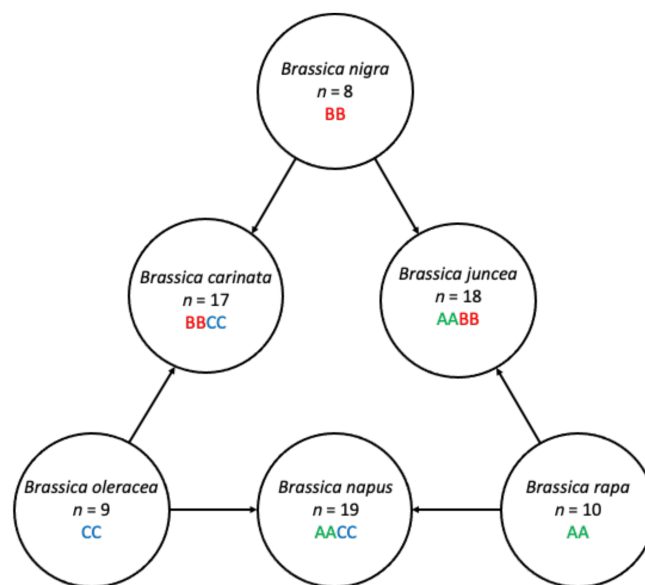 Brassica nigra
n = 8
BB
Brassica carinata
n = 17
BBCC
Brassica juncea
n = 18
AABB
Brassica oleracea
n = 9
CC
Brassica napus
n = 19
AACC
Brassica rapa
n = 10
AA